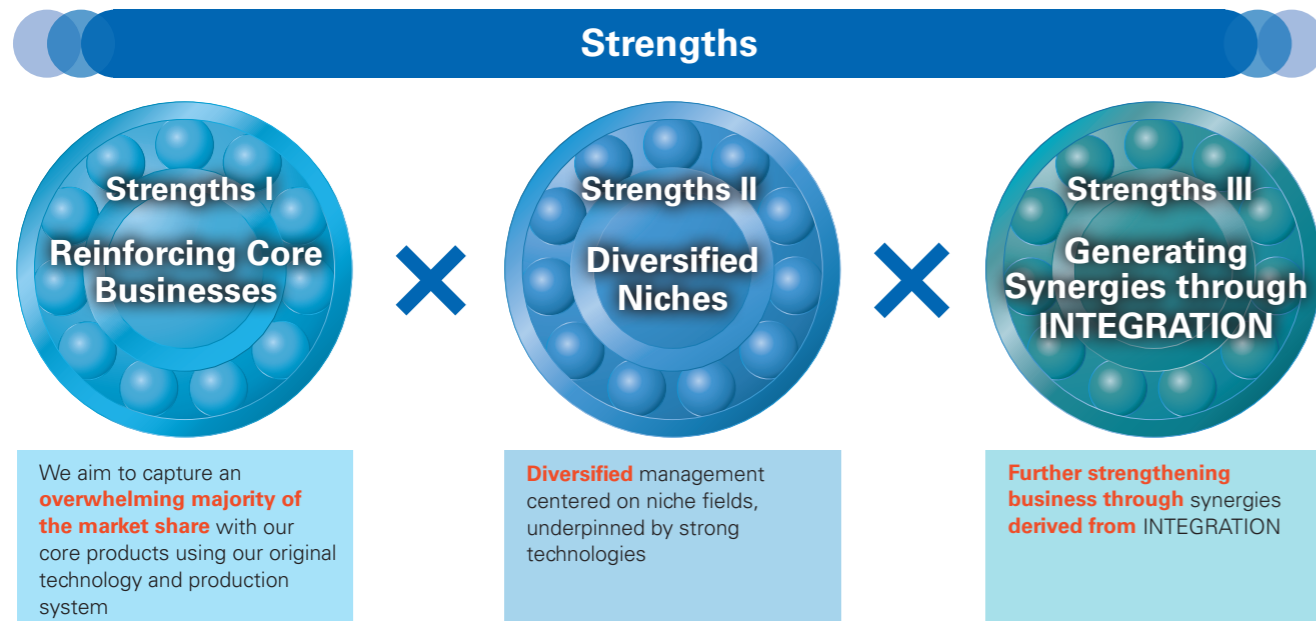 Strengths
Strengths I
Reinforcing Core
Businesses
×
Strengths II
Diversified
Niches
×
Strengths III
Generating
Synergies through
INTEGRATION
We aim to capture an
overwhelming majority of
the market share with our
core products using our original
technology and production
system
Diversified management
centered on niche fields,
underpinned by strong
technologies
Further strengthening
business through synergies
derived from INTEGRATION